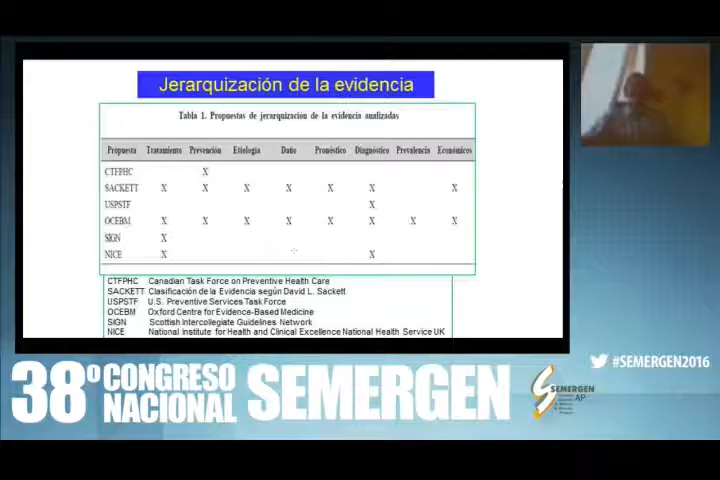 Jerarquización de la evidencia
Tabla 1. Propuestas de jerarquización de la evidencia analizadas
Propuesta Tratamiento Prevención Etiología Daño Pronóstico Diagnóstico Prevalencia Económicos
CTFPHC X
SACKETT X X X X X X X
USPSTF X
OCEBM X X X X X X X X
SIGN X
NICE X X
CTFPHC Canadian Task Force on Preventive Health Care
SACKETT Clasificación de la Evidencia según David L. Sackett
USPSTF U.S. Preventive Services Task Force
OCEBM Oxford Centre for Evidence-Based Medicine
SIGN Scottish Intercollegiate Guidelines Network
NICE National Institute for Health and Clinical Excellence National Health Service UK
#SEMERGEN2016
38º CONGRESO NACIONAL SEMERGEN
SEMERGEN
AP